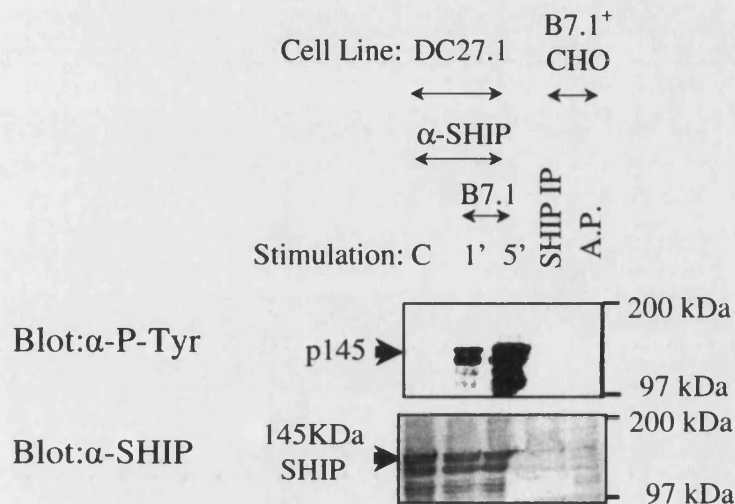 B7.1+
Cell Line: DC27.1 CHO
α-SHIP
B7.1
SHIP IP
A.P.
Stimulation: C 1’ 5’
200 kDa
Blot:α-P-Tyr p145
97 kDa
200 kDa
145KDa
Blot:α-SHIP SHIP
97 kDa